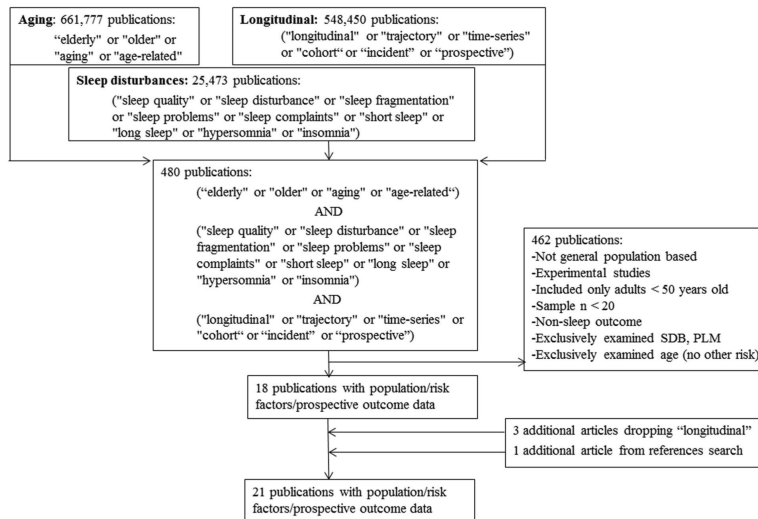 Aging: 661,777 publications:
“elderly" or "older" or
"aging" or "age-related"
Longitudinal: 548,450 publications:
("longitudinal" or "trajectory" or "time-series"
or "cohort“ or “incident” or “prospective”)
Sleep disturbances: 25,473 publications:
("sleep quality" or "sleep disturbance" or "sleep fragmentation"
or "sleep problems" or "sleep complaints" or "short sleep" or
"long sleep" or "hypersomnia" or "insomnia")
480 publications:
(“elderly" or "older" or "aging" or "age-related“)
AND
("sleep quality" or "sleep disturbance" or "sleep
fragmentation" or "sleep problems" or "sleep
complaints" or "short sleep" or "long sleep" or
"hypersomnia" or "insomnia")
AND
("longitudinal" or "trajectory" or "time-series" or
"cohort“ or “incident” or “prospective”)
462 publications:
-Not general population based
-Experimental studies
-Included only adults < 50 years old
-Sample n < 20
-Non-sleep outcome
-Exclusively examined SDB, PLM
-Exclusively examined age (no other risk)
18 publications with population/risk
factors/prospective outcome data
3 additional articles dropping “longitudinal”
1 additional article from references search
21 publications with population/risk
factors/prospective outcome data